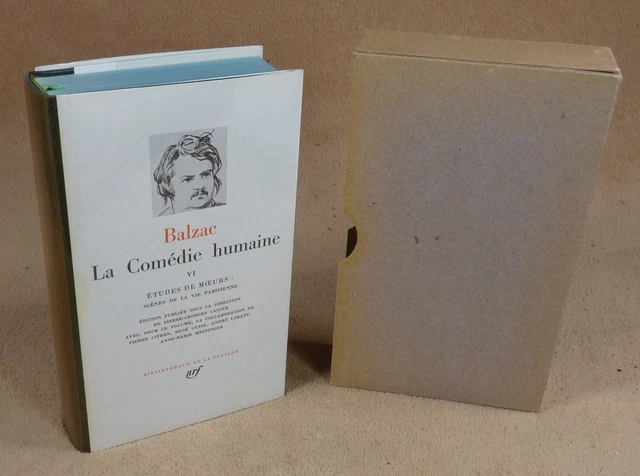 Balzac
La Comédie humaine
VI
ÉTUDES DE MŒURS :
SCÈNES DE LA VIE PARISIENNE
ÉDITION PUBLIÉE SOUS LA DIRECTION
DE PIERRE-GEORGES CASTEX
AVEC, POUR CE VOLUME, LA COLLABORATION DE
PIERRE CITRON, RENÉ GUISE, ANDRÉ LORANT,
ANNE-MARIE MEININGER
BIBLIOTHÈQUE DE LA PLÉIADE
nrf